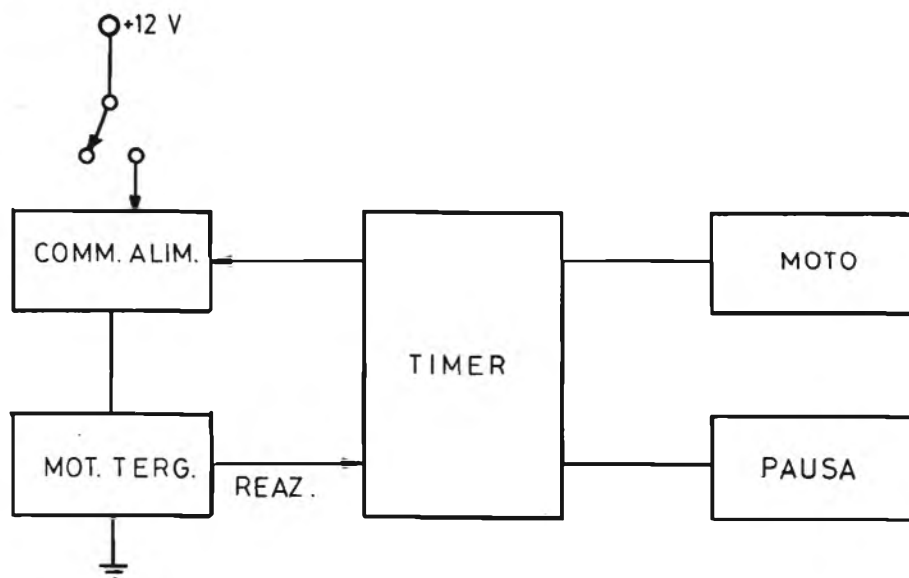 +12 V
COMM. ALIM.
MOTO
TIMER
MOT. TERG.
REAZ.
PAUSA